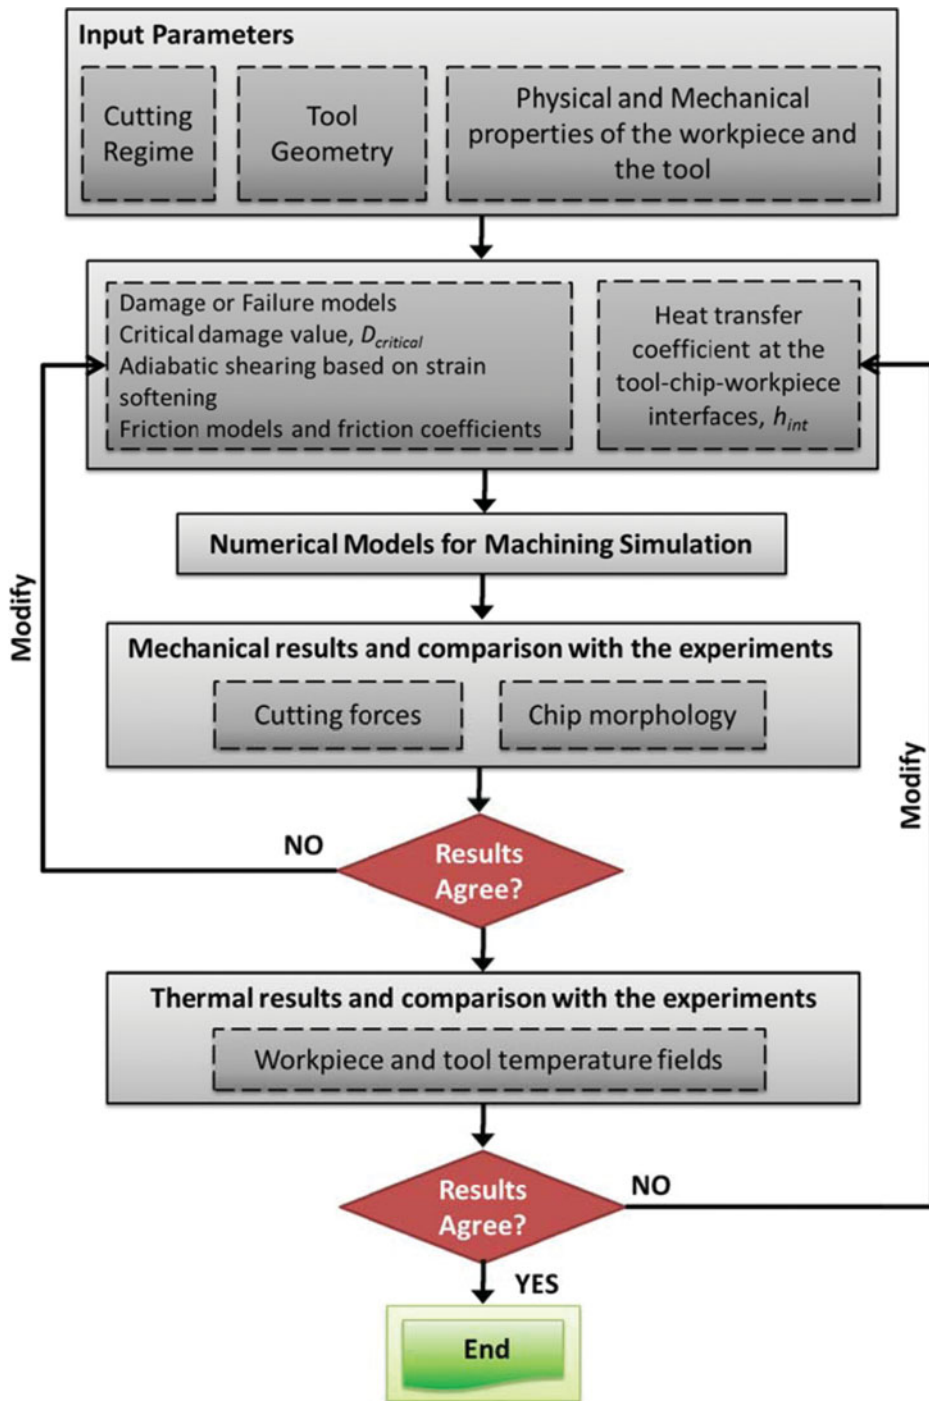 Input Parameters
Cutting
Regime
Tool
Geometry
Physical and Mechanical
properties of the workpiece and
the tool
Damage or Failure models
Critical damage value, D_critical
Adiabatic shearing based on strain
softening
Friction models and friction coefficients
Heat transfer
coefficient at the
tool-chip-workpiece
interfaces, h_int
Numerical Models for Machining Simulation
Modify
Mechanical results and comparison with the experiments
Cutting forces
Chip morphology
Modify
NO
Results
Agree?
Thermal results and comparison with the experiments
Workpiece and tool temperature fields
Results
Agree?
NO
YES
End